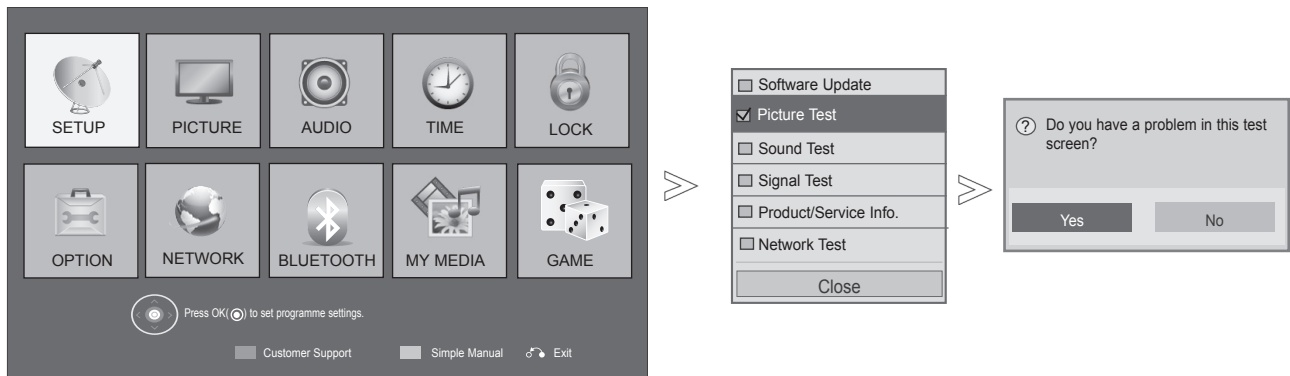 SETUP
PICTURE
AUDIO
TIME
LOCK
OPTION
NETWORK
BLUETOOTH
MY MEDIA
GAME
Press OK(◉) to set programme settings.
Customer Support
Simple Manual
Exit
Software Update
Picture Test
Sound Test
Signal Test
Product/Service Info.
Network Test
Close
? Do you have a problem in this test
screen?
Yes
No